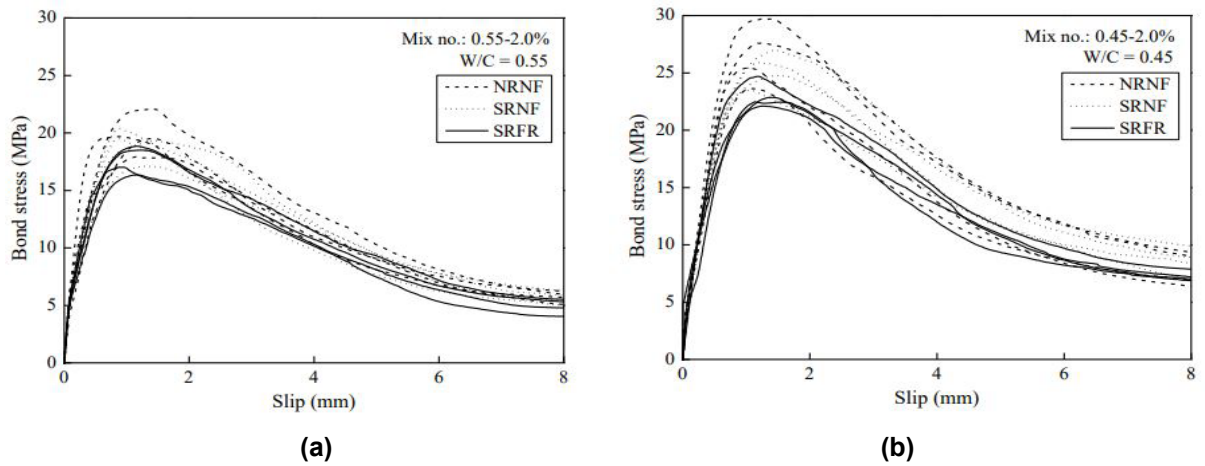 30
25
20
15
10
5
0
Bond stress (MPa)
Mix no.: 0.55-2.0%
W/C = 0.55
NRNF
SRNF
SRFR
0 2 4 6 8
Slip (mm)
(a)
30
25
20
15
10
5
0
Bond stress (MPa)
Mix no.: 0.45-2.0%
W/C = 0.45
NRNF
SRNF
SRFR
0 2 4 6 8
Slip (mm)
(b)